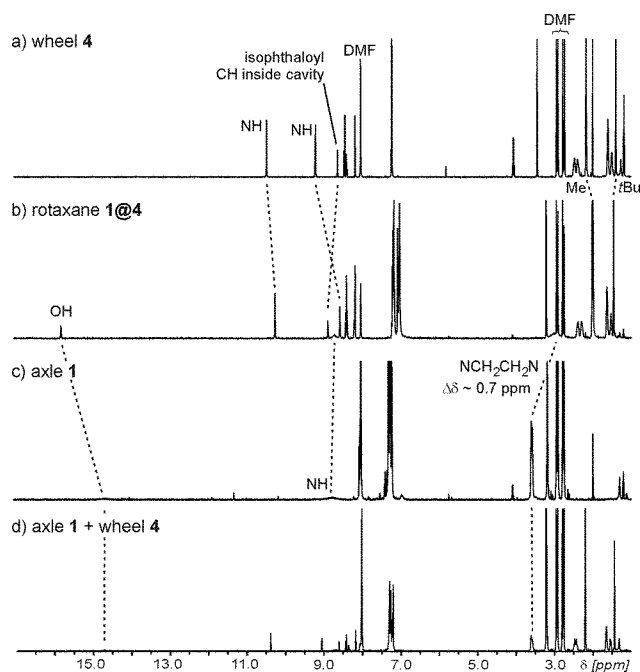 a) wheel 4
DMF
DMF
isophthaloyl
CH inside cavity
NH
NH
Me
tBu
b) rotaxane 1@4
OH
c) axle 1
NCH2CH2N
Δδ ~ 0.7 ppm
NH
d) axle 1 + wheel 4
15.0 13.0 11.0 9.0 7.0 5.0 3.0 δ [ppm]